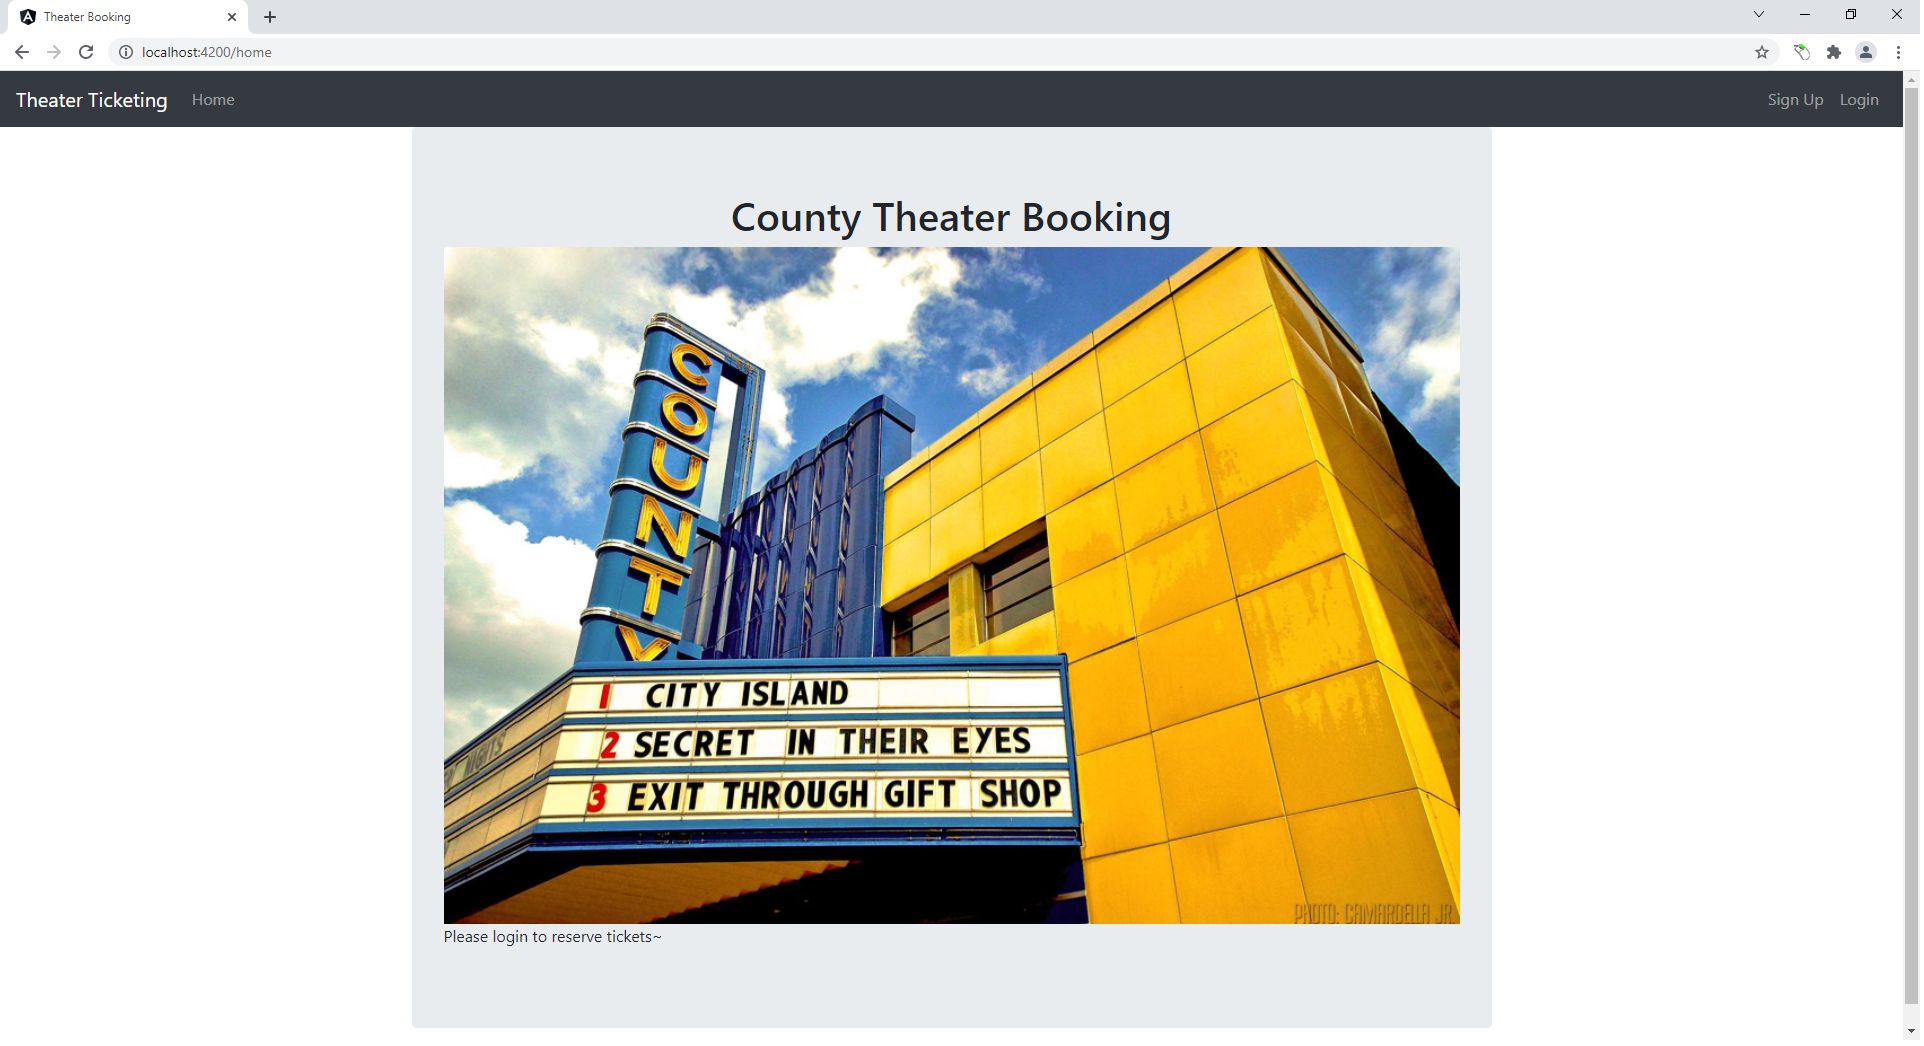 Theater Booking
localhost:4200/home
Theater Ticketing Home Sign Up Login
County Theater Booking
COUNTY
1 CITY ISLAND
2 SECRET IN THEIR EYES
3 EXIT THROUGH GIFT SHOP
NIGHTS
PHOTO: CAMARDELLA JR.
Please login to reserve tickets~